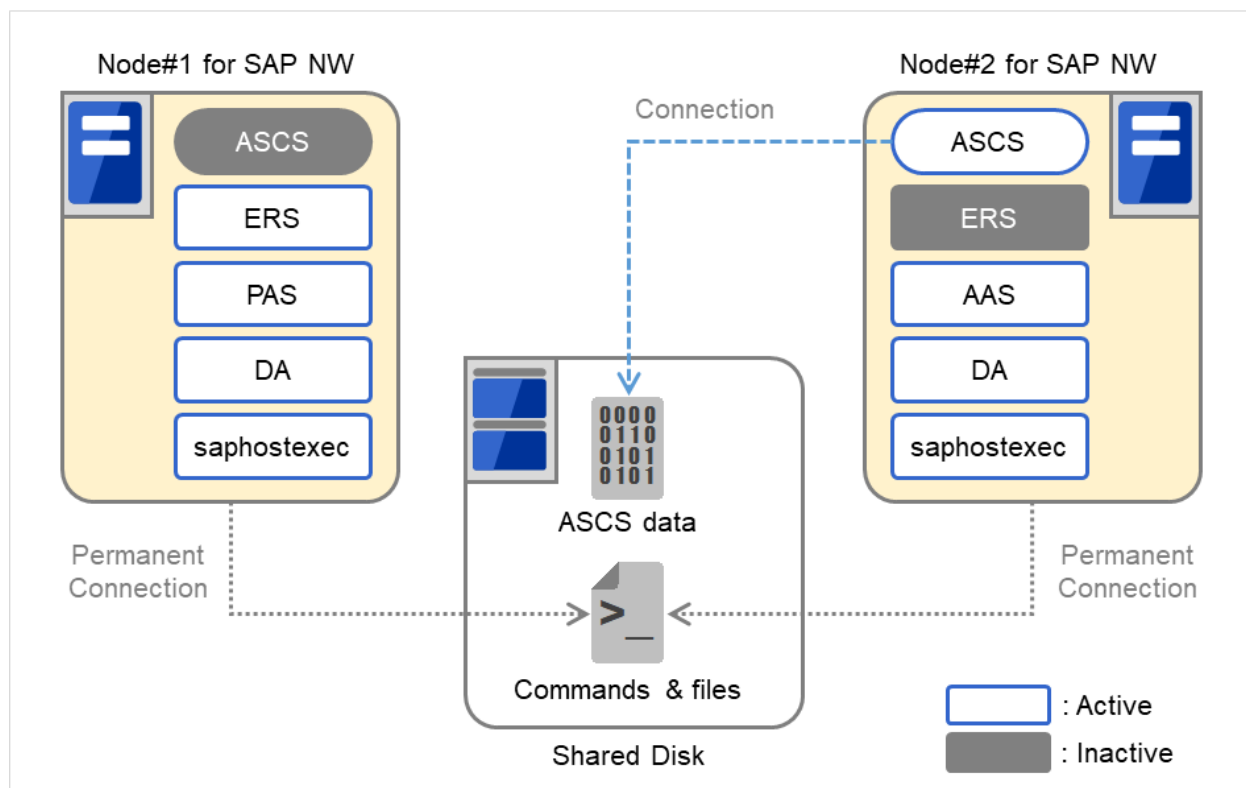 Node#1 for SAP NW
ASCS
ERS
PAS
DA
saphostexec
Permanent
Connection
Connection
Node#2 for SAP NW
ASCS
ERS
AAS
DA
saphostexec
Permanent
Connection
0000
0110
0101
0101
ASCS data
>_
Commands & files
Shared Disk
: Active
: Inactive